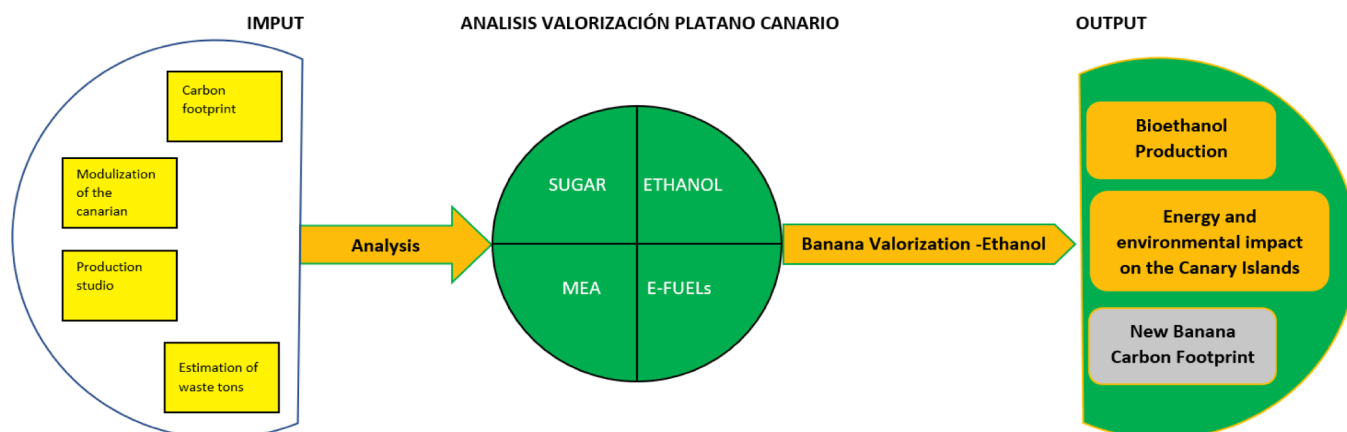 IMPUT
ANALISIS VALORIZACIÓN PLATANO CANARIO
OUTPUT
Carbon
footprint
Modulization
of the
canarian
Production
studio
Estimation of
waste tons
Analysis
SUGAR
ETHANOL
MEA
E-FUELs
Banana Valorization -Ethanol
Bioethanol
Production
Energy and
environmental impact
on the Canary Islands
New Banana
Carbon Footprint